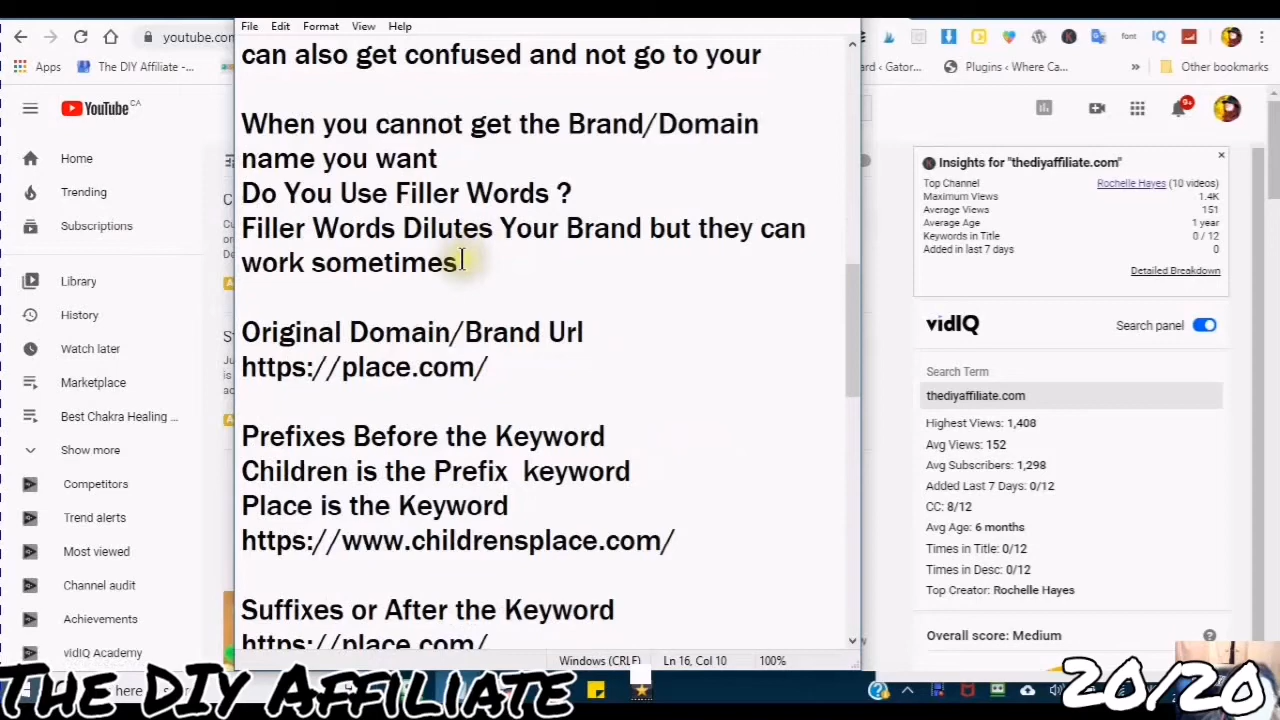 File Edit Format View Help
youtube.com
font
IQ
Apps
The DIY Affiliate -...
ard < Gator...
Plugins < Where Ca...
»
Other bookmarks
YouTube CA
9+
Home
Trending
Subscriptions
Library
History
Watch later
Marketplace
Best Chakra Healing ...
Show more
Competitors
Trend alerts
Most viewed
Channel audit
Achievements
vidIQ Academy
can also get confused and not go to your
When you cannot get the Brand/Domain
name you want
Do You Use Filler Words ?
Filler Words Dilutes Your Brand but they can
work sometimes
Original Domain/Brand Url
https://place.com/
Prefixes Before the Keyword
Children is the Prefix  keyword
Place is the Keyword
https://www.childrensplace.com/
Suffixes or After the Keyword
https://place.com/
Windows (CRLF) Ln 16, Col 10 100%
Insights for "thediyaffiliate.com"
Top Channel Rochelle Hayes (10 videos)
Maximum Views 1.4K
Average Views 151
Average Age 1 year
Keywords in Title 0 / 12
Added in last 7 days 0
Detailed Breakdown
vidIQ Search panel
Search Term
thediyaffiliate.com
Highest Views: 1,408
Avg Views: 152
Avg Subscribers: 1,298
Added Last 7 Days: 0/12
CC: 8/12
Avg Age: 6 months
Times in Title: 0/12
Times in Desc: 0/12
Top Creator: Rochelle Hayes
Overall score: Medium
here
The DIY Affiliate
20/20